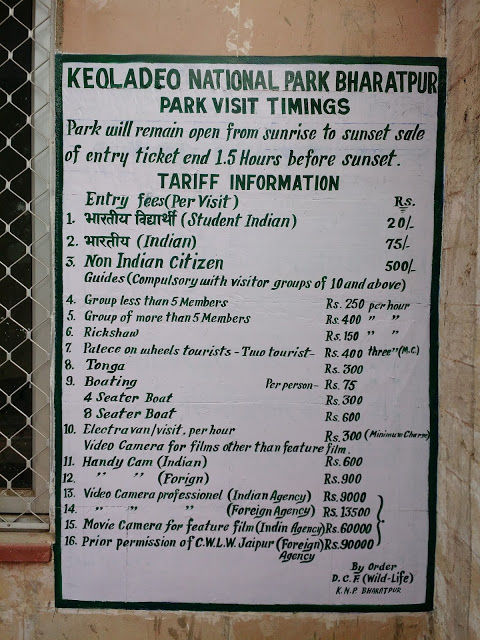 KEOLADEO NATIONAL PARK BHARATPUR
PARK VISIT TIMINGS
Park will remain open from sunrise to sunset sale
of entry ticket end 1.5 Hours before sunset.
TARIFF INFORMATION
Entry fees(Per Visit) Rs.
1. भारतीय विद्यार्थी (Student Indian) 20/-
2. भारतीय (Indian) 75/-
3. Non Indian Citizen 500/-
Guides (Compulsory with visitor groups of 10 and above)
4. Group less than 5 Members Rs. 250 per hour
5. Group of more than 5 Members Rs. 400 " "
6. Rickshaw Rs. 150 " "
7. Palece on wheels tourists - Two tourist- Rs. 400 three" (M.C.)
8. Tonga Rs. 300
9. Boating Per person- Rs. 75
4 Seater Boat Rs. 300
8 Seater Boat Rs. 600
10. Electravan/visit, per hour Rs. 300 (Minimum Charm)
Video Camera for films other than feature film.
11. Handy Cam (Indian) Rs. 600
12. " " (Forign) Rs. 900
13. Video Camera professionel (Indian Agency) Rs. 9000
14. " " " (Foreign Agency) Rs. 13500
15. Movie Camera for feature film (Indin Agency) Rs. 60000
16. Prior permission of C.W.L.W. Jaipur (Foreign) Rs. 90000
Agency
By Order
D.C.F. (Wild-Life)
K.N.P BHARATPUR